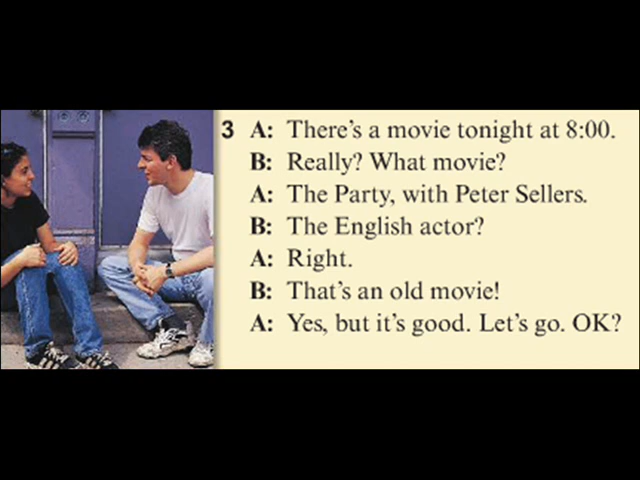 3 A: There's a movie tonight at 8:00.
B: Really? What movie?
A: The Party, with Peter Sellers.
B: The English actor?
A: Right.
B: That's an old movie!
A: Yes, but it's good. Let's go. OK?